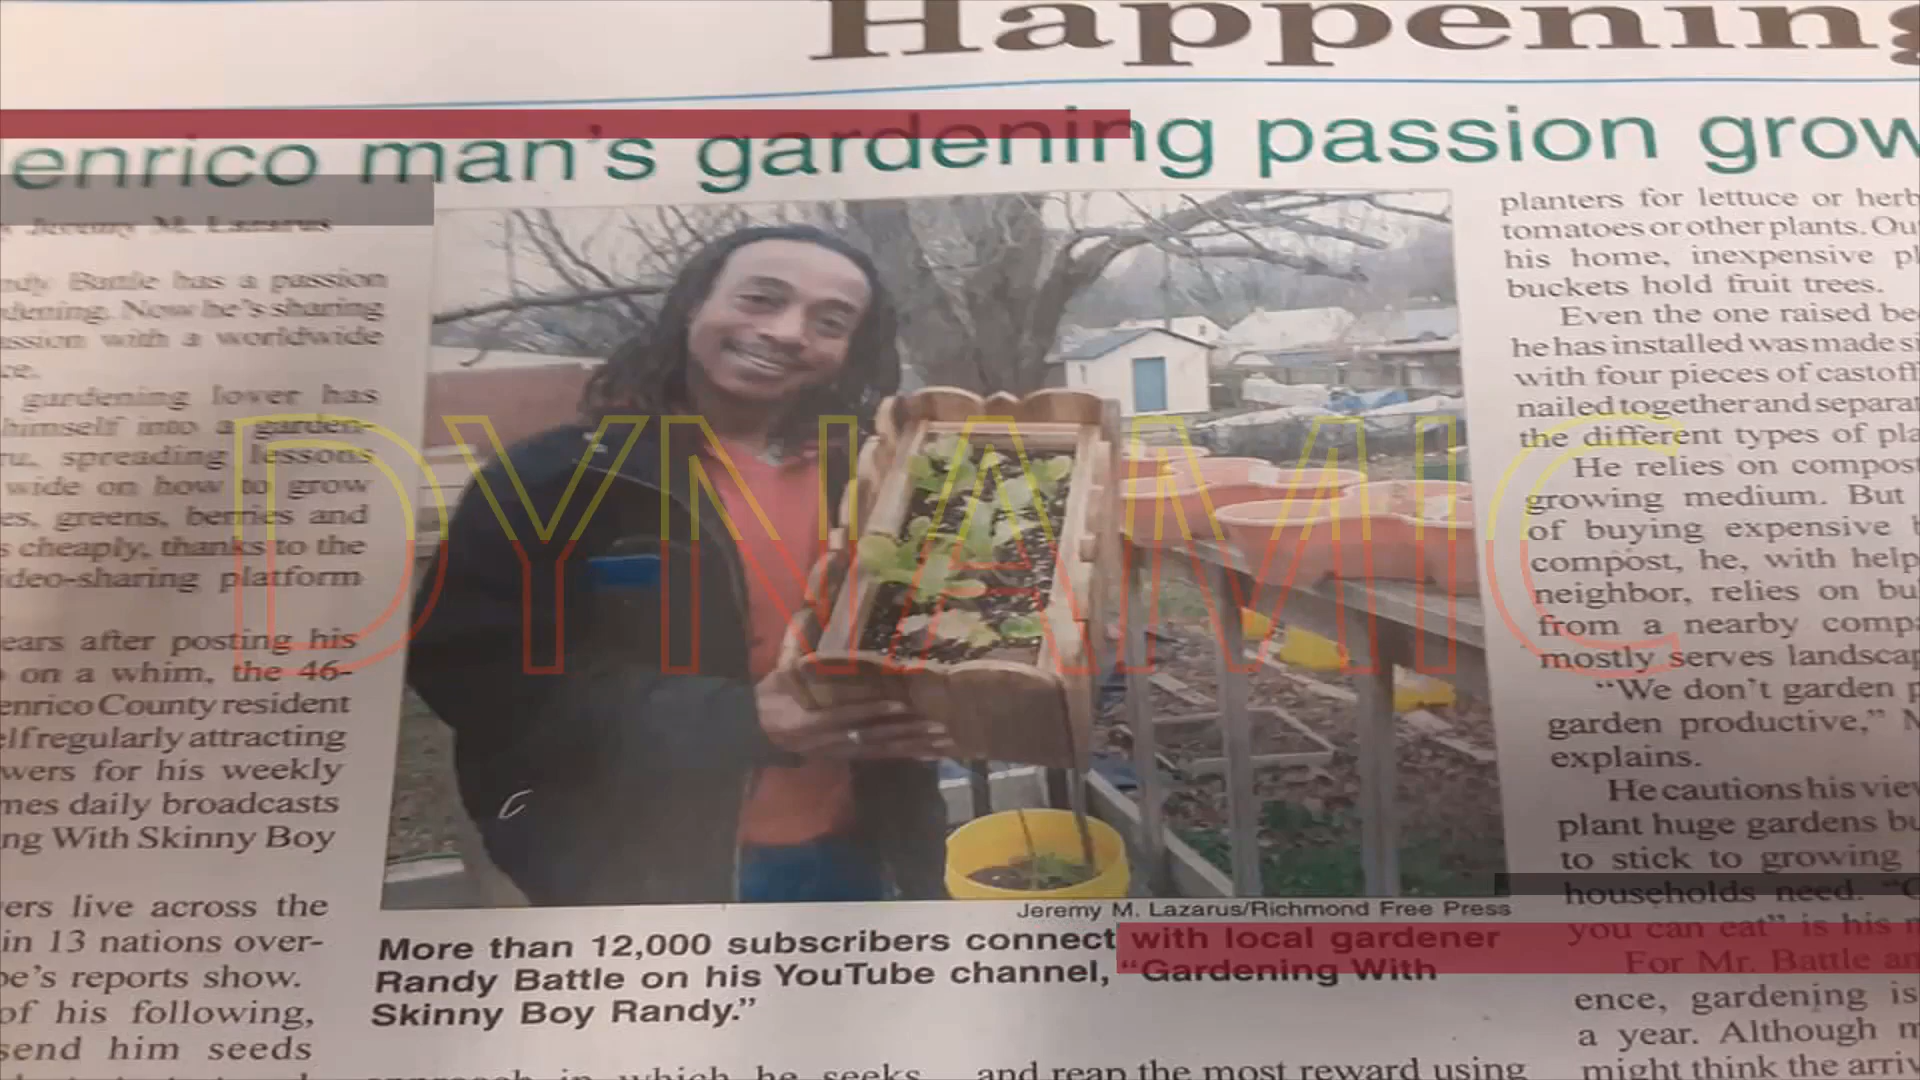 Happening
enrico man's gardening passion grow
Jeremy M. Lazarus
Battle has a passion
Now he's sharing
with a worldwide
gardening lover has
himself into a garden-
spreading lessons
wide on how to grow
greens, berries and
cheaply, thanks to the
ideo-sharing platform
ears after posting his
on a whim, the 46-
enrico County resident
elf regularly attracting
wers for his weekly
mes daily broadcasts
ng With Skinny Boy
ers live across the
in 13 nations over-
be's reports show.
of his following,
send him seeds
DYNAMIC
Jeremy M. Lazarus/Richmond Free Press
More than 12,000 subscribers connect with local gardener
Randy Battle on his YouTube channel, “Gardening With
Skinny Boy Randy.”
approach in which he seeks
and reap the most reward using
planters for lettuce or herb
tomatoes or other plants. Ou
his home, inexpensive pl
buckets hold fruit trees.
Even the one raised be
he has installed was made si
with four pieces of castoff
nailed together and separat
the different types of pla
He relies on compost
growing medium. But
of buying expensive b
compost, he, with help
neighbor, relies on bu
from a nearby compa
mostly serves landscap
“We don't garden p
garden productive,” M
explains.
He cautions his view
plant huge gardens bu
to stick to growing
households need. “C
you can eat” is his m
For Mr. Battle an
ence, gardening is
a year. Although m
might think the arriv